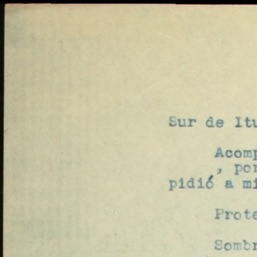 Sur de Itu
Acomp
, por
pidió a mi
Prote
Sombr